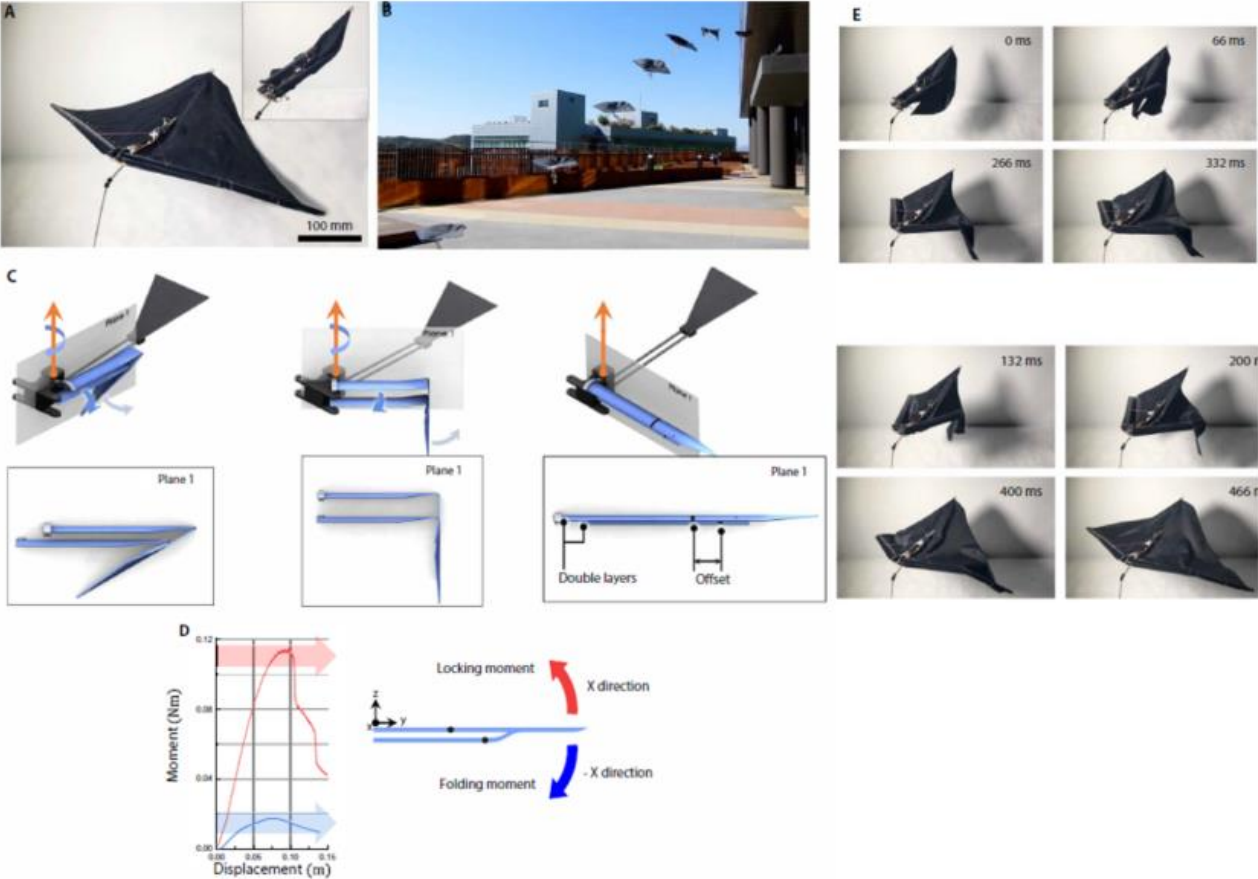 A
100 mm
B
E
0 ms
66 ms
266 ms
332 ms
132 ms
200 m
400 ms
466 m
C
Plane 1
Plane 1
Plane 1
Plane 1
Plane 1
Plane 1
Double layers
Offset
D
Moment (Nm)
0.12
0.08
0.04
0.00
0.00
0.05
0.10
0.15
Displacement (m)
z
x
y
Locking moment
X direction
Folding moment
- X direction